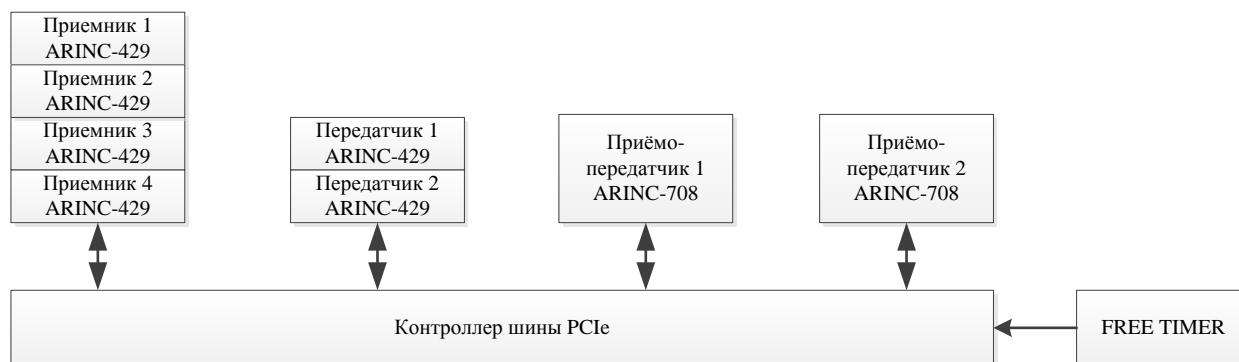 Приемник 1
ARINC-429
Приемник 2
ARINC-429
Приемник 3
ARINC-429
Приемник 4
ARINC-429
Передатчик 1
ARINC-429
Передатчик 2
ARINC-429
Приёмо-
передатчик 1
ARINC-708
Приёмо-
передатчик 2
ARINC-708
Контроллер шины PCIe
FREE TIMER